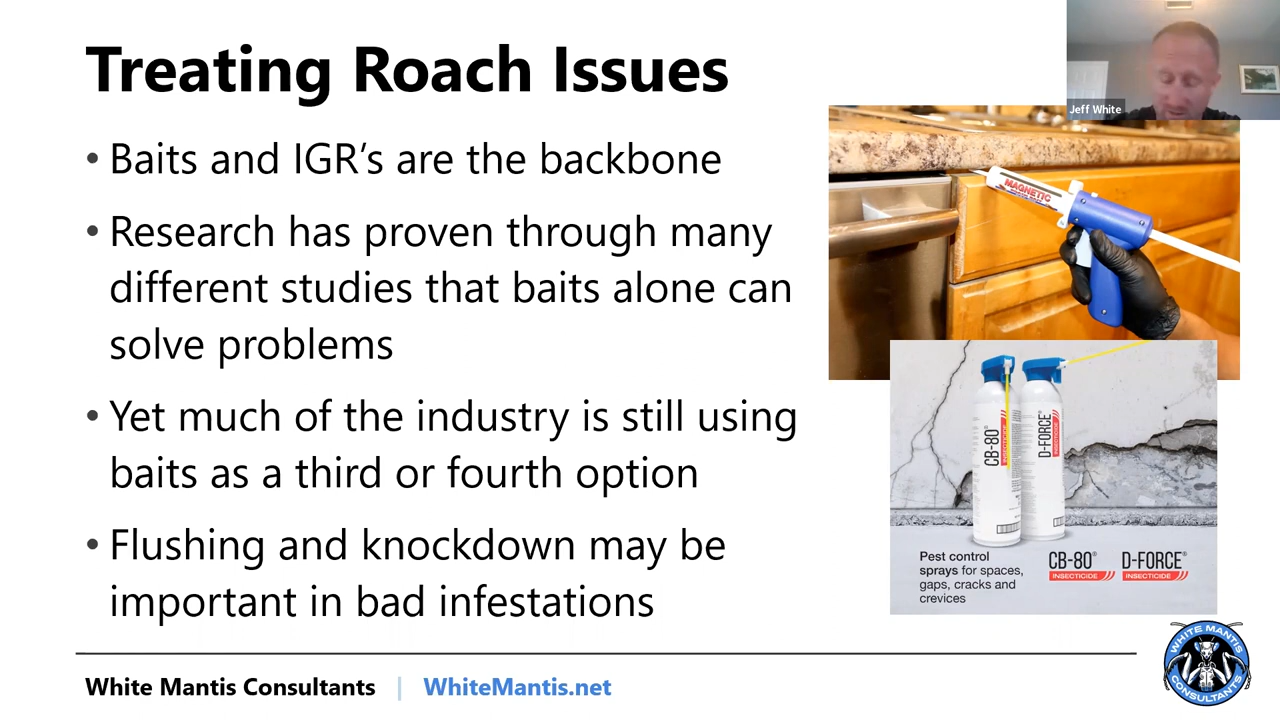 Treating Roach Issues
Jeff White
• Baits and IGR’s are the backbone
• Research has proven through many
different studies that baits alone can
solve problems
• Yet much of the industry is still using
baits as a third or fourth option
• Flushing and knockdown may be
important in bad infestations
MAGNETIC
CB-80®
INSECTICIDE
D-FORCE®
INSECTICIDE
Pest control
sprays for spaces,
gaps, cracks and
crevices
CB-80®
INSECTICIDE
D-FORCE®
INSECTICIDE
White Mantis Consultants | WhiteMantis.net
WHITE MANTIS
CONSULTANTS